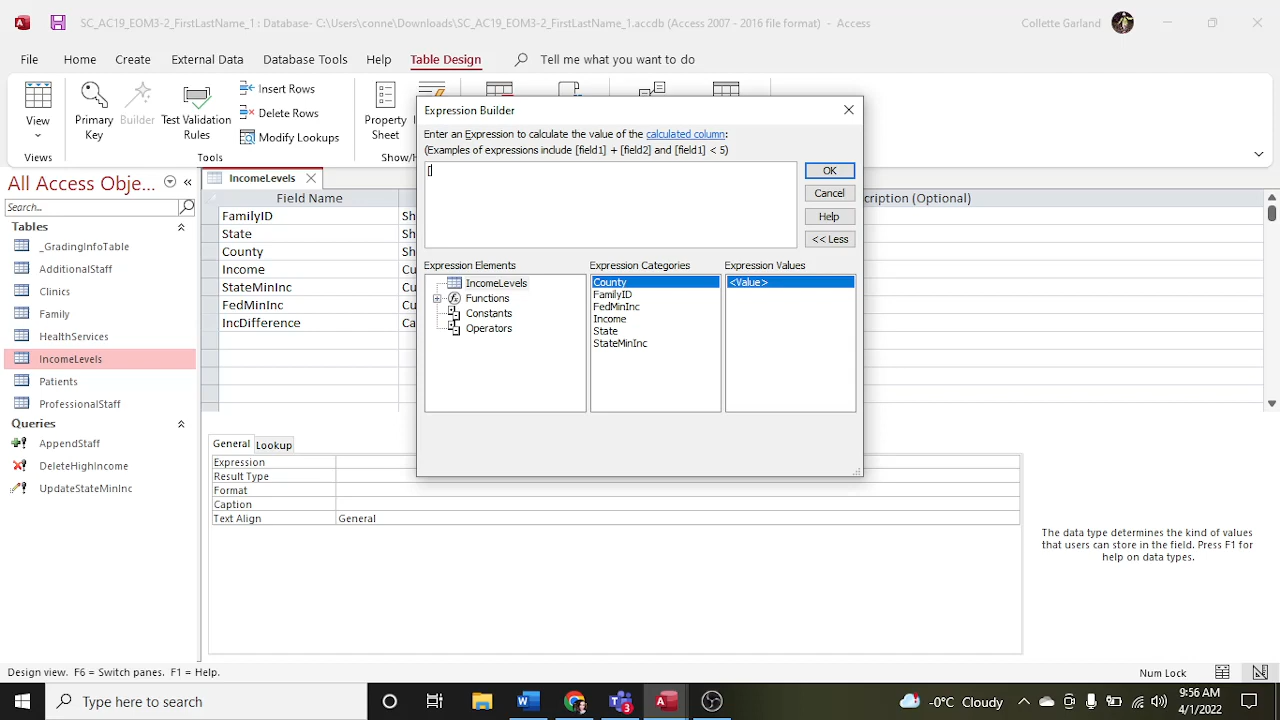 SC_AC19_EOM3-2_FirstLastName_1 : Database- C:\Users\conne\Downloads\SC_AC19_EOM3-2_FirstLastName_1.accdb (Access 2007 - 2016 file format) - Access
Collette Garland
File Home Create External Data Database Tools Help Table Design Tell me what you want to do
View
Views
Primary Key
Builder
Test Validation Rules
Insert Rows
Delete Rows
Modify Lookups
Tools
Property Sheet
Show/H
Expression Builder
Enter an Expression to calculate the value of the calculated column:
(Examples of expressions include [field1] + [field2] and [field1] < 5)
[
OK
Cancel
Help
<< Less
Expression Elements
IncomeLevels
Functions
Constants
Operators
Expression Categories
County
FamilyID
FedMinInc
Income
State
StateMinInc
Expression Values
<Value>
All Access Obje...
Search...
Tables
_GradingInfoTable
AdditionalStaff
Clinics
Family
HealthServices
IncomeLevels
Patients
ProfessionalStaff
Queries
AppendStaff
DeleteHighIncome
UpdateStateMinInc
IncomeLevels
Field Name
cription (Optional)
FamilyID Sh
State Sh
County Sh
Income Cu
StateMinInc Cu
FedMinInc Cu
IncDifference Ca
General Lookup
Expression
Result Type
Format
Caption
Text Align General
The data type determines the kind of values
that users can store in the field. Press F1 for
help on data types.
Design view. F6 = Switch panes. F1 = Help.
Num Lock
Type here to search
3
-0°C Cloudy
9:56 AM
4/1/2022